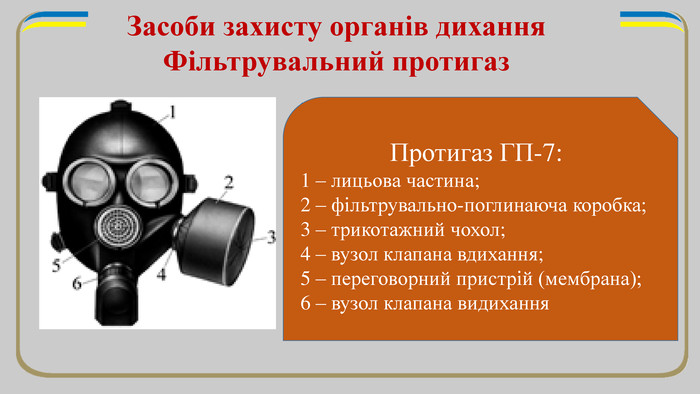 Засоби захисту органів дихання
Фільтрувальний протигаз
1
2
3
4
5
6
Протигаз ГП-7:
1 – лицьова частина;
2 – фільтрувально-поглинаюча коробка;
3 – трикотажний чохол;
4 – вузол клапана вдихання;
5 – переговорний пристрій (мембрана);
6 – вузол клапана видихання